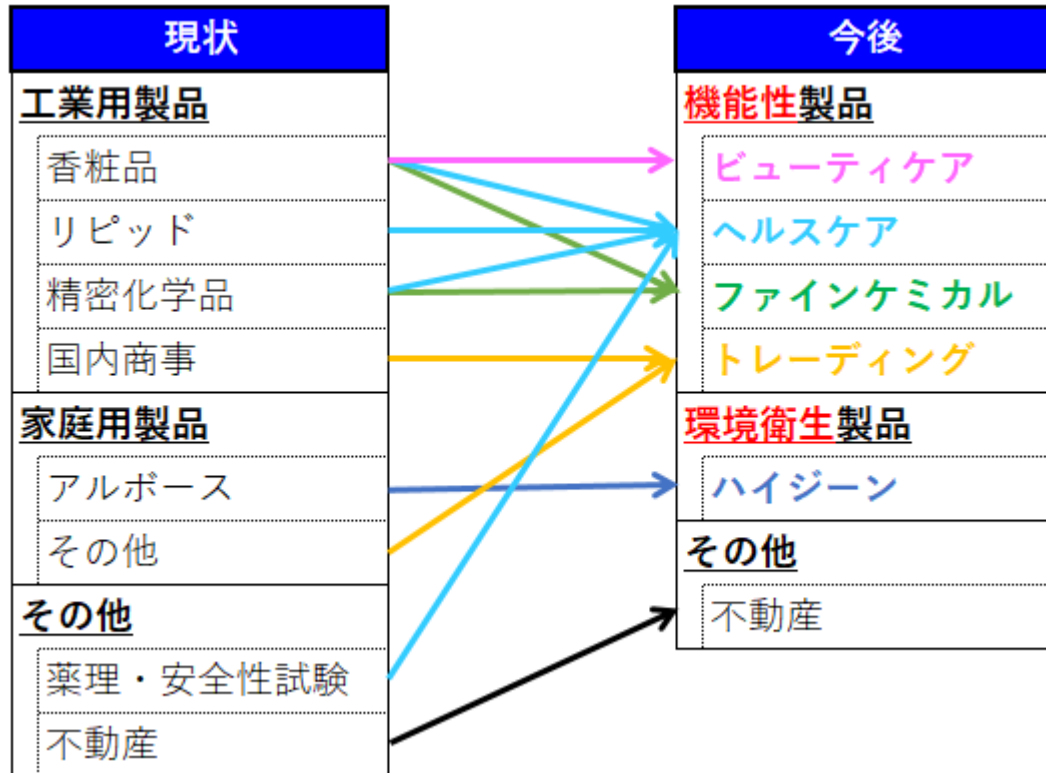 現状
工業用製品
香粧品
リピッド
精密化学品
国内商事
家庭用製品
アルボース
その他
その他
薬理・安全性試験
不動産
今後
機能性製品
ビューティケア
ヘルスケア
ファインケミカル
トレーディング
環境衛生製品
ハイジーン
その他
不動産